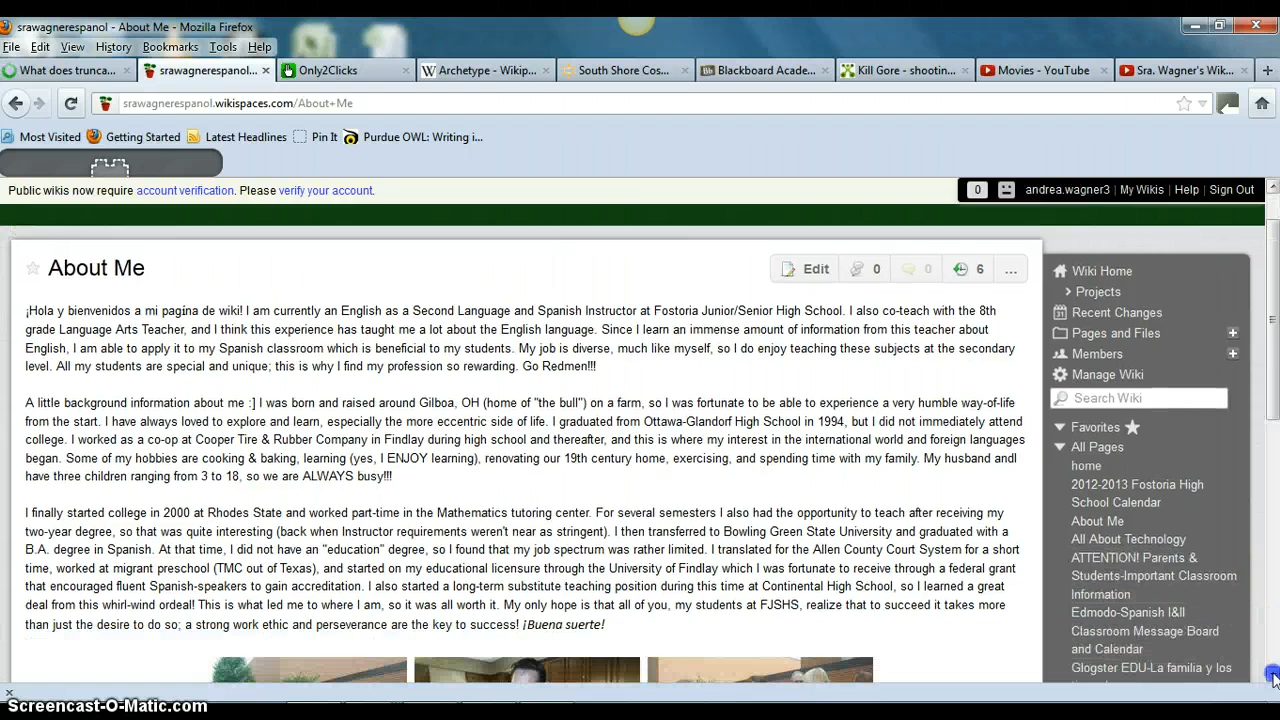 srawagnerespanol - About Me - Mozilla Firefox
File Edit View History Bookmarks Tools Help
What does trunca... srawagnerespanol... Only2Clicks Archetype - Wikip... South Shore Cos... Blackboard Acade... Kill Gore - shootin... Movies - YouTube Sra. Wagner's Wik...
srawagnerespanol.wikispaces.com/About+Me
Most Visited Getting Started Latest Headlines Pin It Purdue OWL: Writing i...
Public wikis now require account verification. Please verify your account.
0 andrea.wagner3 | My Wikis | Help | Sign Out
About Me
Edit 0 0 6 ...
¡Hola y bienvenidos a mi pagína de wiki! I am currently an English as a Second Language and Spanish Instructor at Fostoria Junior/Senior High School. I also co-teach with the 8th
grade Language Arts Teacher, and I think this experience has taught me a lot about the English language. Since I learn an immense amount of information from this teacher about
English, I am able to apply it to my Spanish classroom which is beneficial to my students. My job is diverse, much like myself, so I do enjoy teaching these subjects at the secondary
level. All my students are special and unique; this is why I find my profession so rewarding. Go Redmen!!!
A little background information about me :] I was born and raised around Gilboa, OH (home of "the bull") on a farm, so I was fortunate to be able to experience a very humble way-of-life
from the start. I have always loved to explore and learn, especially the more eccentric side of life. I graduated from Ottawa-Glandorf High School in 1994, but I did not immediately attend
college. I worked as a co-op at Cooper Tire & Rubber Company in Findlay during high school and thereafter, and this is where my interest in the international world and foreign languages
began. Some of my hobbies are cooking & baking, learning (yes, I ENJOY learning), renovating our 19th century home, exercising, and spending time with my family. My husband andI
have three children ranging from 3 to 18, so we are ALWAYS busy!!!
I finally started college in 2000 at Rhodes State and worked part-time in the Mathematics tutoring center. For several semesters I also had the opportunity to teach after receiving my
two-year degree, so that was quite interesting (back when Instructor requirements weren't near as stringent). I then transferred to Bowling Green State University and graduated with a
B.A. degree in Spanish. At that time, I did not have an "education" degree, so I found that my job spectrum was rather limited. I translated for the Allen County Court System for a short
time, worked at migrant preschool (TMC out of Texas), and started on my educational licensure through the University of Findlay which I was fortunate to receive through a federal grant
that encouraged fluent Spanish-speakers to gain accreditation. I also started a long-term substitute teaching position during this time at Continental High School, so I learned a great
deal from this whirl-wind ordeal! This is what led me to where I am, so it was all worth it. My only hope is that all of you, my students at FJSHS, realize that to succeed it takes more
than just the desire to do so; a strong work ethic and perseverance are the key to success! ¡Buena suerte!
Wiki Home
Projects
Recent Changes
Pages and Files
Members
Manage Wiki
Search Wiki
Favorites
All Pages
home
2012-2013 Fostoria High
School Calendar
About Me
All About Technology
ATTENTION! Parents &
Students-Important Classroom
Information
Edmodo-Spanish I&II
Classroom Message Board
and Calendar
Glogster EDU-La familia y los
Screencast-O-Matic.com